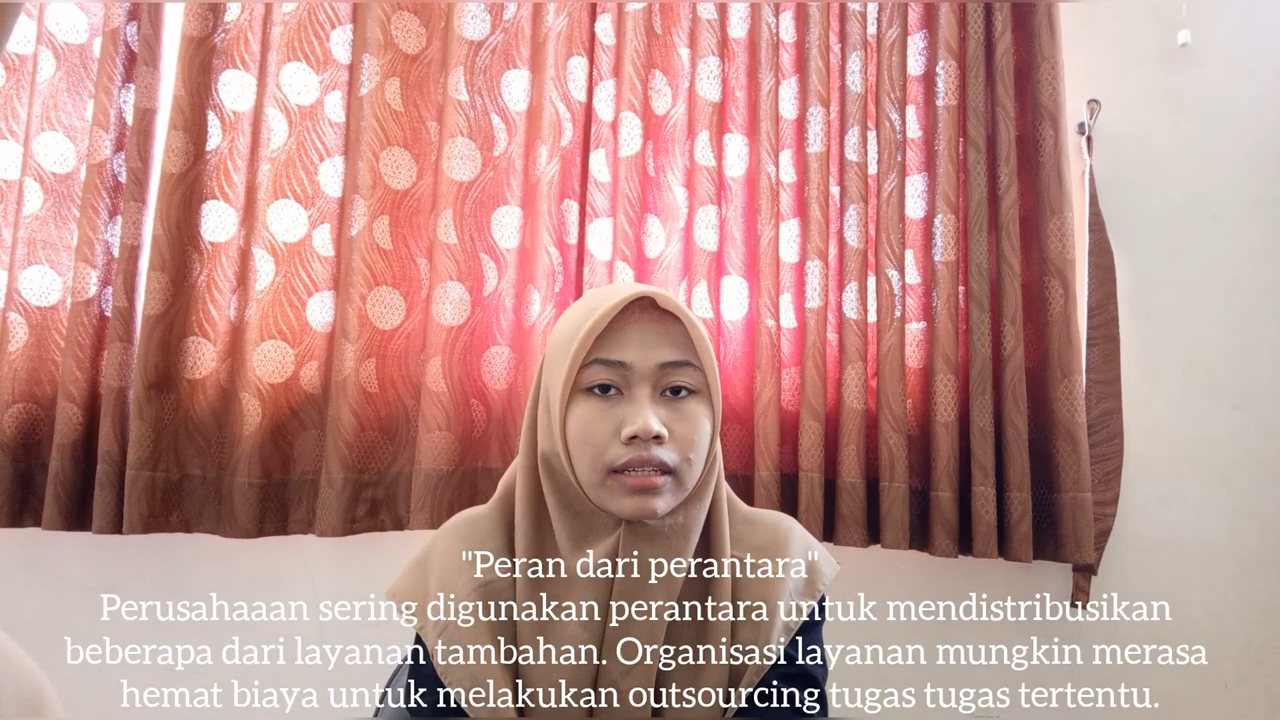 "Peran dari perantara"
Perusahaaan sering digunakan perantara untuk mendistribusikan
beberapa dari layanan tambahan. Organisasi layanan mungkin merasa
hemat biaya untuk melakukan outsourcing tugas tugas tertentu.